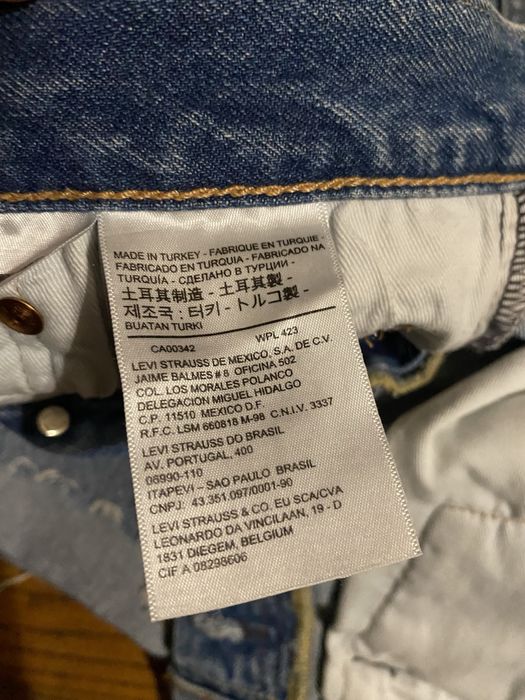 MADE IN TURKEY - FABRIQUE EN TURQUIE -
FABRICADO EN TURQUIA - FABRICADO NA
TURQUÍA - СДЕЛАНО В ТУРЦИИ -
土耳其制造 - 土耳其製 -
제조국 : 터키 - トルコ製 -
BUATAN TURKI
CA00342 WPL 423
LEVI STRAUSS DE MEXICO, S.A. DE C.V.
JAIME BALMES # 8 OFICINA 502
COL. LOS MORALES POLANCO
DELEGACION MIGUEL HIDALGO
C.P. 11510 MEXICO D.F.
R.F.C. LSM 660818 M-98 C.N.I.V. 3337
LEVI STRAUSS DO BRASIL
AV. PORTUGAL, 400
06990-110
ITAPEVI – SAO PAULO BRASIL
CNPJ: 43.351.097/0001-90
LEVI STRAUSS & CO. EU SCA/CVA
LEONARDO DA VINCILAAN, 19 - D
1831 DIEGEM, BELGIUM
CIF A 08298606